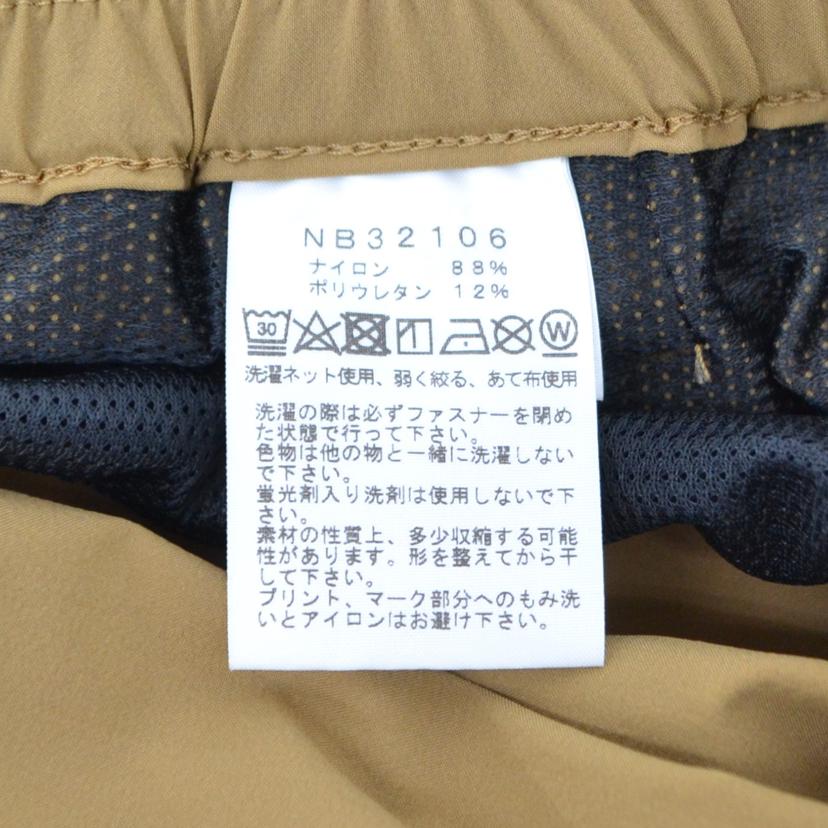 NB32106
ナイロン 88%
ポリウレタン 12%
30 W
洗濯ネット使用、弱く絞る、あて布使用
洗濯の際は必ずファスナーを閉め
た状態で行って下さい。
色物は他の物と一緒に洗濯しない
で下さい。
蛍光剤入り洗剤は使用しないで下
さい。
素材の性質上、多少収縮する可能
性があります。形を整えてから干
して下さい。
プリント、マーク部分へのもみ洗
いとアイロンはお避け下さい。